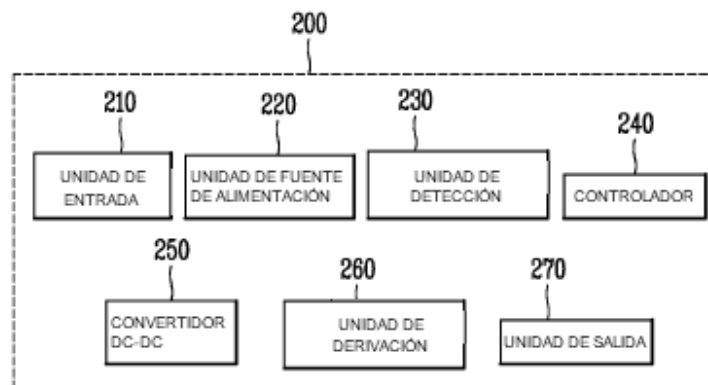 200
210
220
230
240
UNIDAD DE
ENTRADA
UNIDAD DE FUENTE
DE ALIMENTACIÓN
UNIDAD DE
DETECCIÓN
CONTROLADOR
250
260
270
CONVERTIDOR
DC-DC
UNIDAD DE
DERIVACIÓN
UNIDAD DE SALIDA